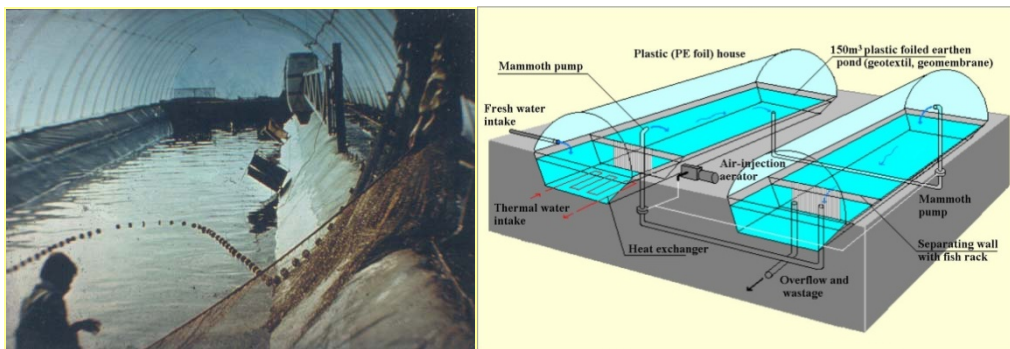 Plastic (PE foil) house
150m³ plastic foiled earthen
pond (geotextil, geomembrane)
Mammoth pump
Fresh water
intake
Air-injection
aerator
Thermal water
intake
Mammoth
pump
Heat exchanger
Separating wall
with fish rack
Overflow and
wastage